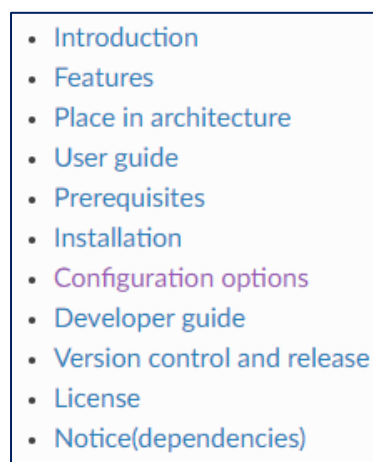 Introduction
Features
Place in architecture
User guide
Prerequisites
Installation
Configuration options
Developer guide
Version control and release
License
Notice(dependencies)